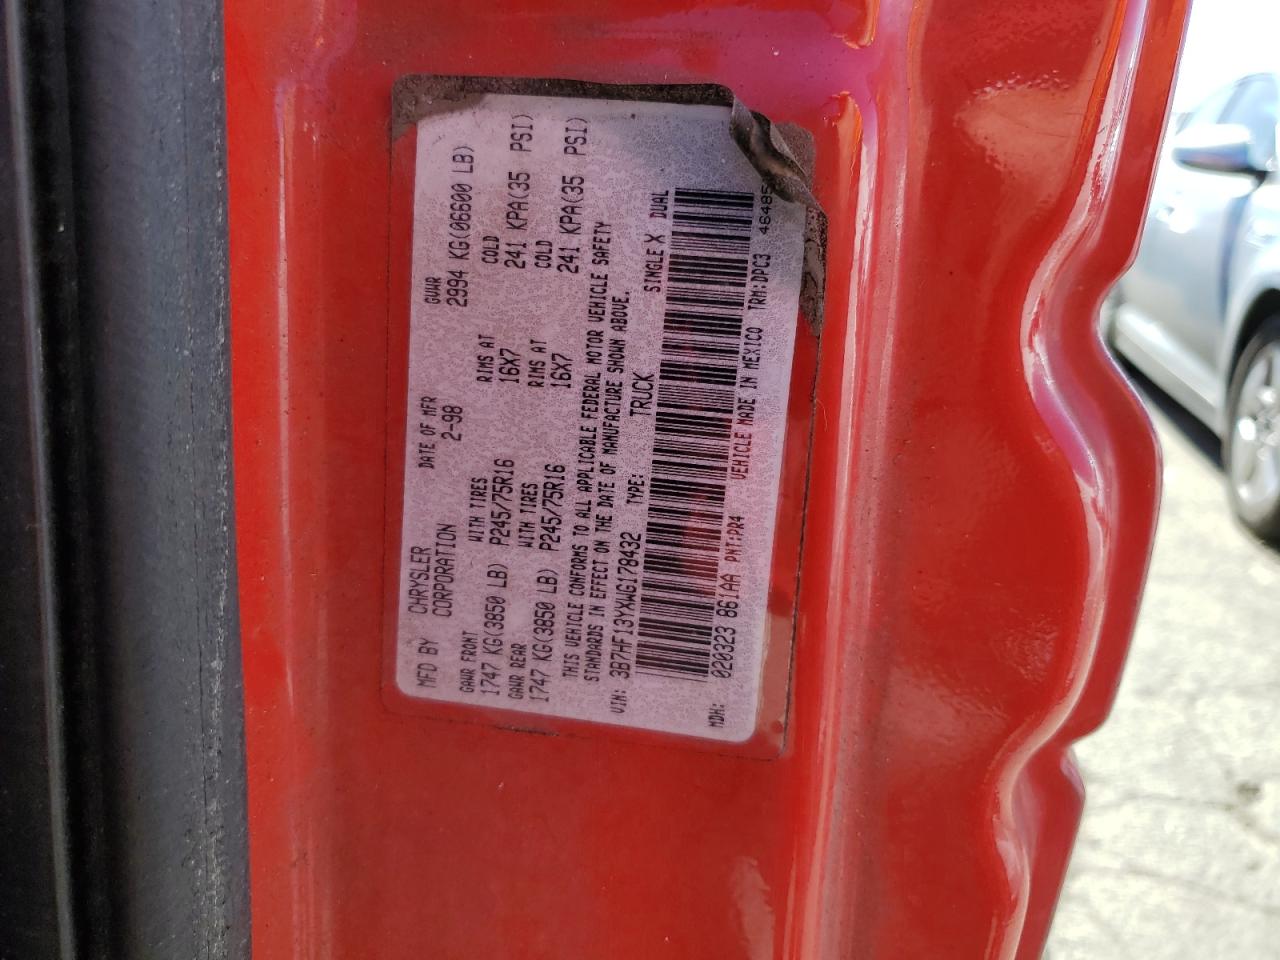 MFD BY CHRYSLER CORPORATION DATE OF MFR 2-98 GVWR 2994 KG(06600 LB)
GAWR FRONT WITH TIRES RIMS AT COLD
1747 KG(3850 LB) P245/75R16 16X7 241 KPA(35 PSI)
GAWR REAR WITH TIRES RIMS AT COLD
1747 KG(3850 LB) P245/75R16 16X7 241 KPA(35 PSI)
THIS VEHICLE CONFORMS TO ALL APPLICABLE FEDERAL MOTOR VEHICLE SAFETY
STANDARDS IN EFFECT ON THE DATE OF MANUFACTURE SHOWN ABOVE.
VIN: 3B7HF13YXWG178432 TYPE: TRUCK SINGLE X DUAL
MDH: 020323 861AA PNT:PR4 VEHICLE MADE IN MEXICO TRM:DPC3